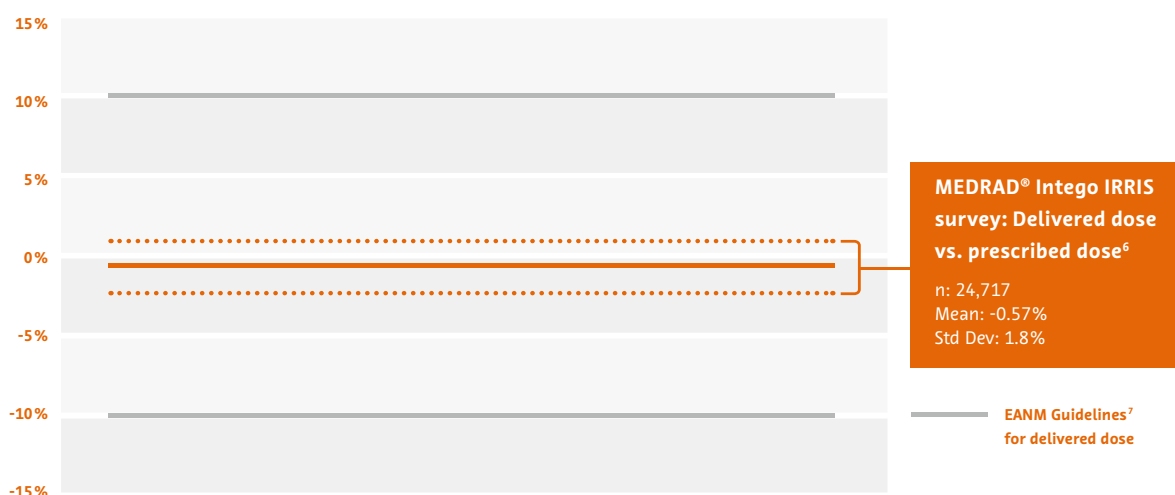 15%
10%
5%
0%
-5%
-10%
-15%
MEDRAD® Intego IRRIS
survey: Delivered dose
vs. prescribed dose⁶
n: 24,717
Mean: -0.57%
Std Dev: 1.8%
EANM Guidelines⁷
for delivered dose